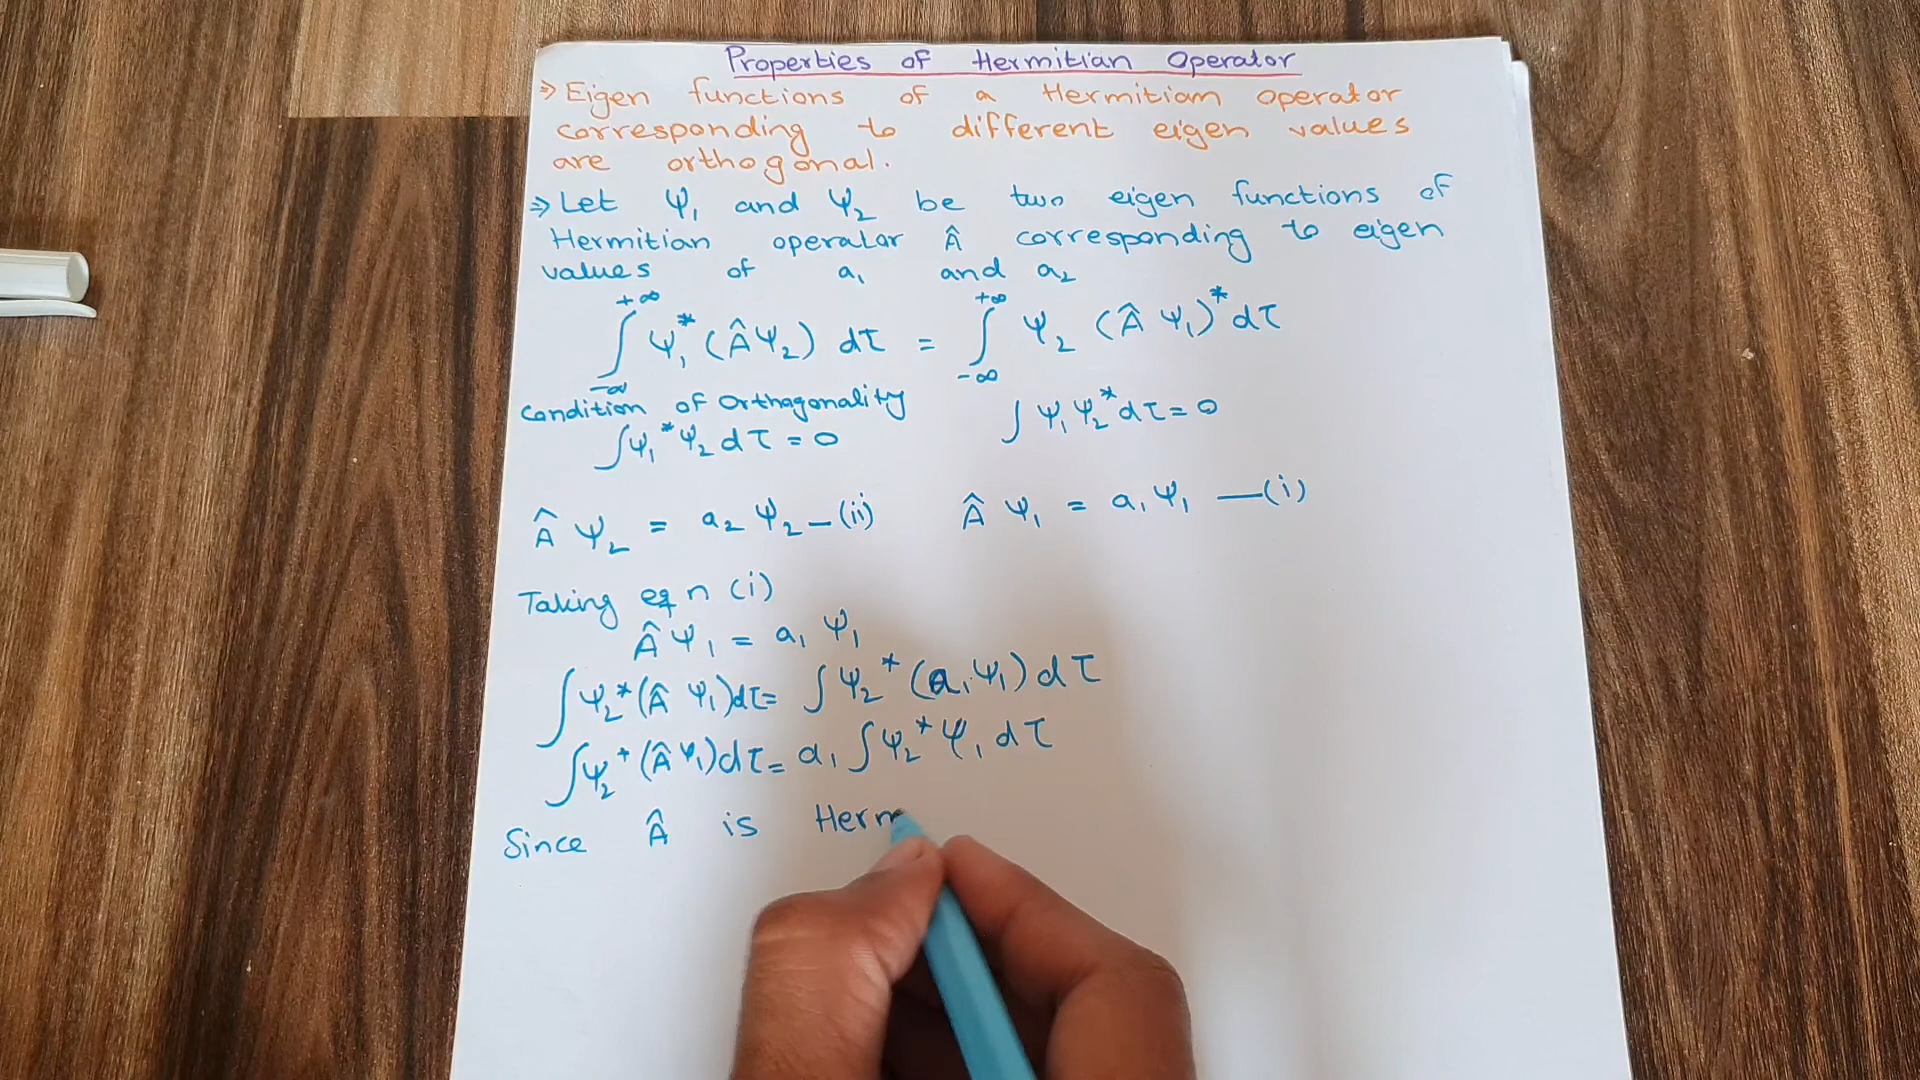 Properties of Hermitian Operator
⇒ Eigen functions of a Hermitian operator
corresponding to different eigen values
are orthogonal.
⇒ Let Ψ₁ and Ψ₂ be two eigen functions of
Hermitian operator Â corresponding to eigen
values of a₁ and a₂
∫₋∞⁺∞ Ψ₁* (ÂΨ₂) dτ = ∫₋∞⁺∞ Ψ₂ (Â Ψ₁)* dτ
Condition of Orthagonality
∫Ψ₁*Ψ₂ dτ = 0 ∫ Ψ₁ Ψ₂* dτ = 0
Â Ψ₂ = a₂ Ψ₂ — (ii) Â Ψ₁ = a₁ Ψ₁ — (i)
Taking eqn (i)
Â Ψ₁ = a₁ Ψ₁
∫Ψ₂* (Â Ψ₁)dτ = ∫Ψ₂* (a₁Ψ₁) dτ
∫Ψ₂* (Â Ψ₁)dτ = a₁ ∫Ψ₂* Ψ₁ dτ
Since Â is Herm